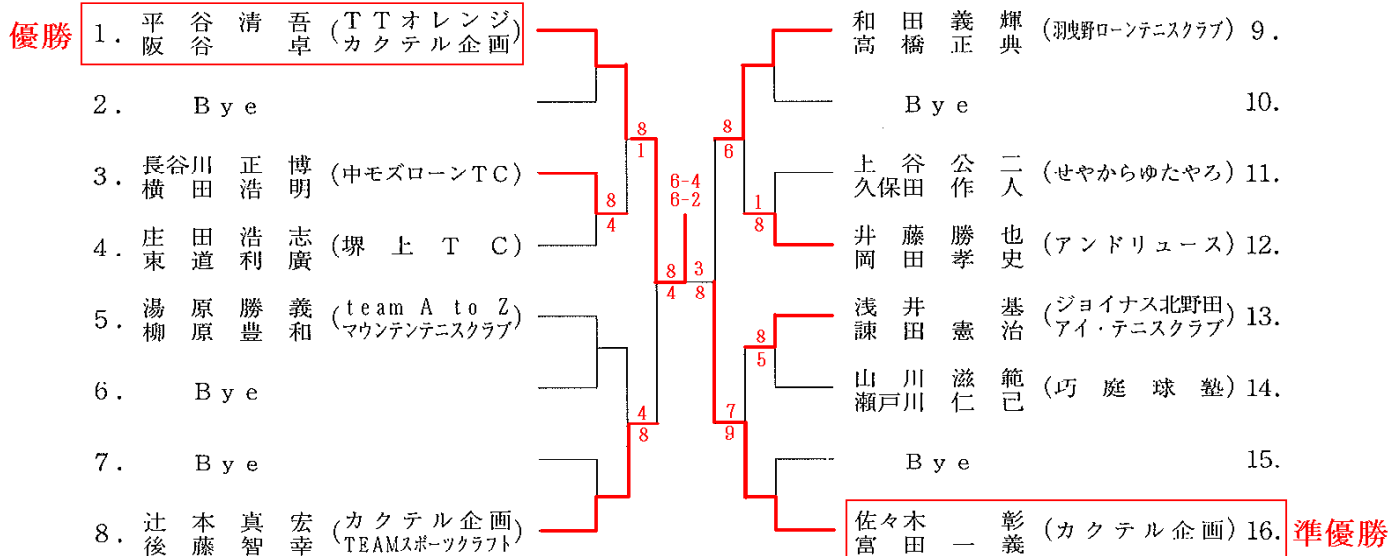 優勝
1. 平谷清吾 (TTオレンジ
阪谷卓 カクテル企画)
2. Bye
3. 長谷川正博 (中モズローンTC)
横田浩明
4. 庄田浩志 (堺上TC)
東道利廣
5. 湯原勝義 (team A to Z
柳原豊和 マウンテンテニスクラブ)
6. Bye
7. Bye
8. 辻本真宏 (カクテル企画
後藤智幸 TEAMスポーツクラフト)
8
1
8
4
4
8
8
4
6-4
6-2
3
8
8
6
1
8
8
5
7
9
和田義輝 (羽曳野ローンテニスクラブ) 9.
高橋正典
Bye 10.
上谷公二 (せやからゆたやろ) 11.
久保田作人
井藤勝也 (アンドリュース) 12.
岡田孝史
浅井基 (ジョイナス北野田 13.
諫田憲治 アイ・テニスクラブ)
山川滋範 (巧庭球塾) 14.
瀬戸川仁己
Bye 15.
佐々木彰 (カクテル企画) 16.
富田一義
準優勝